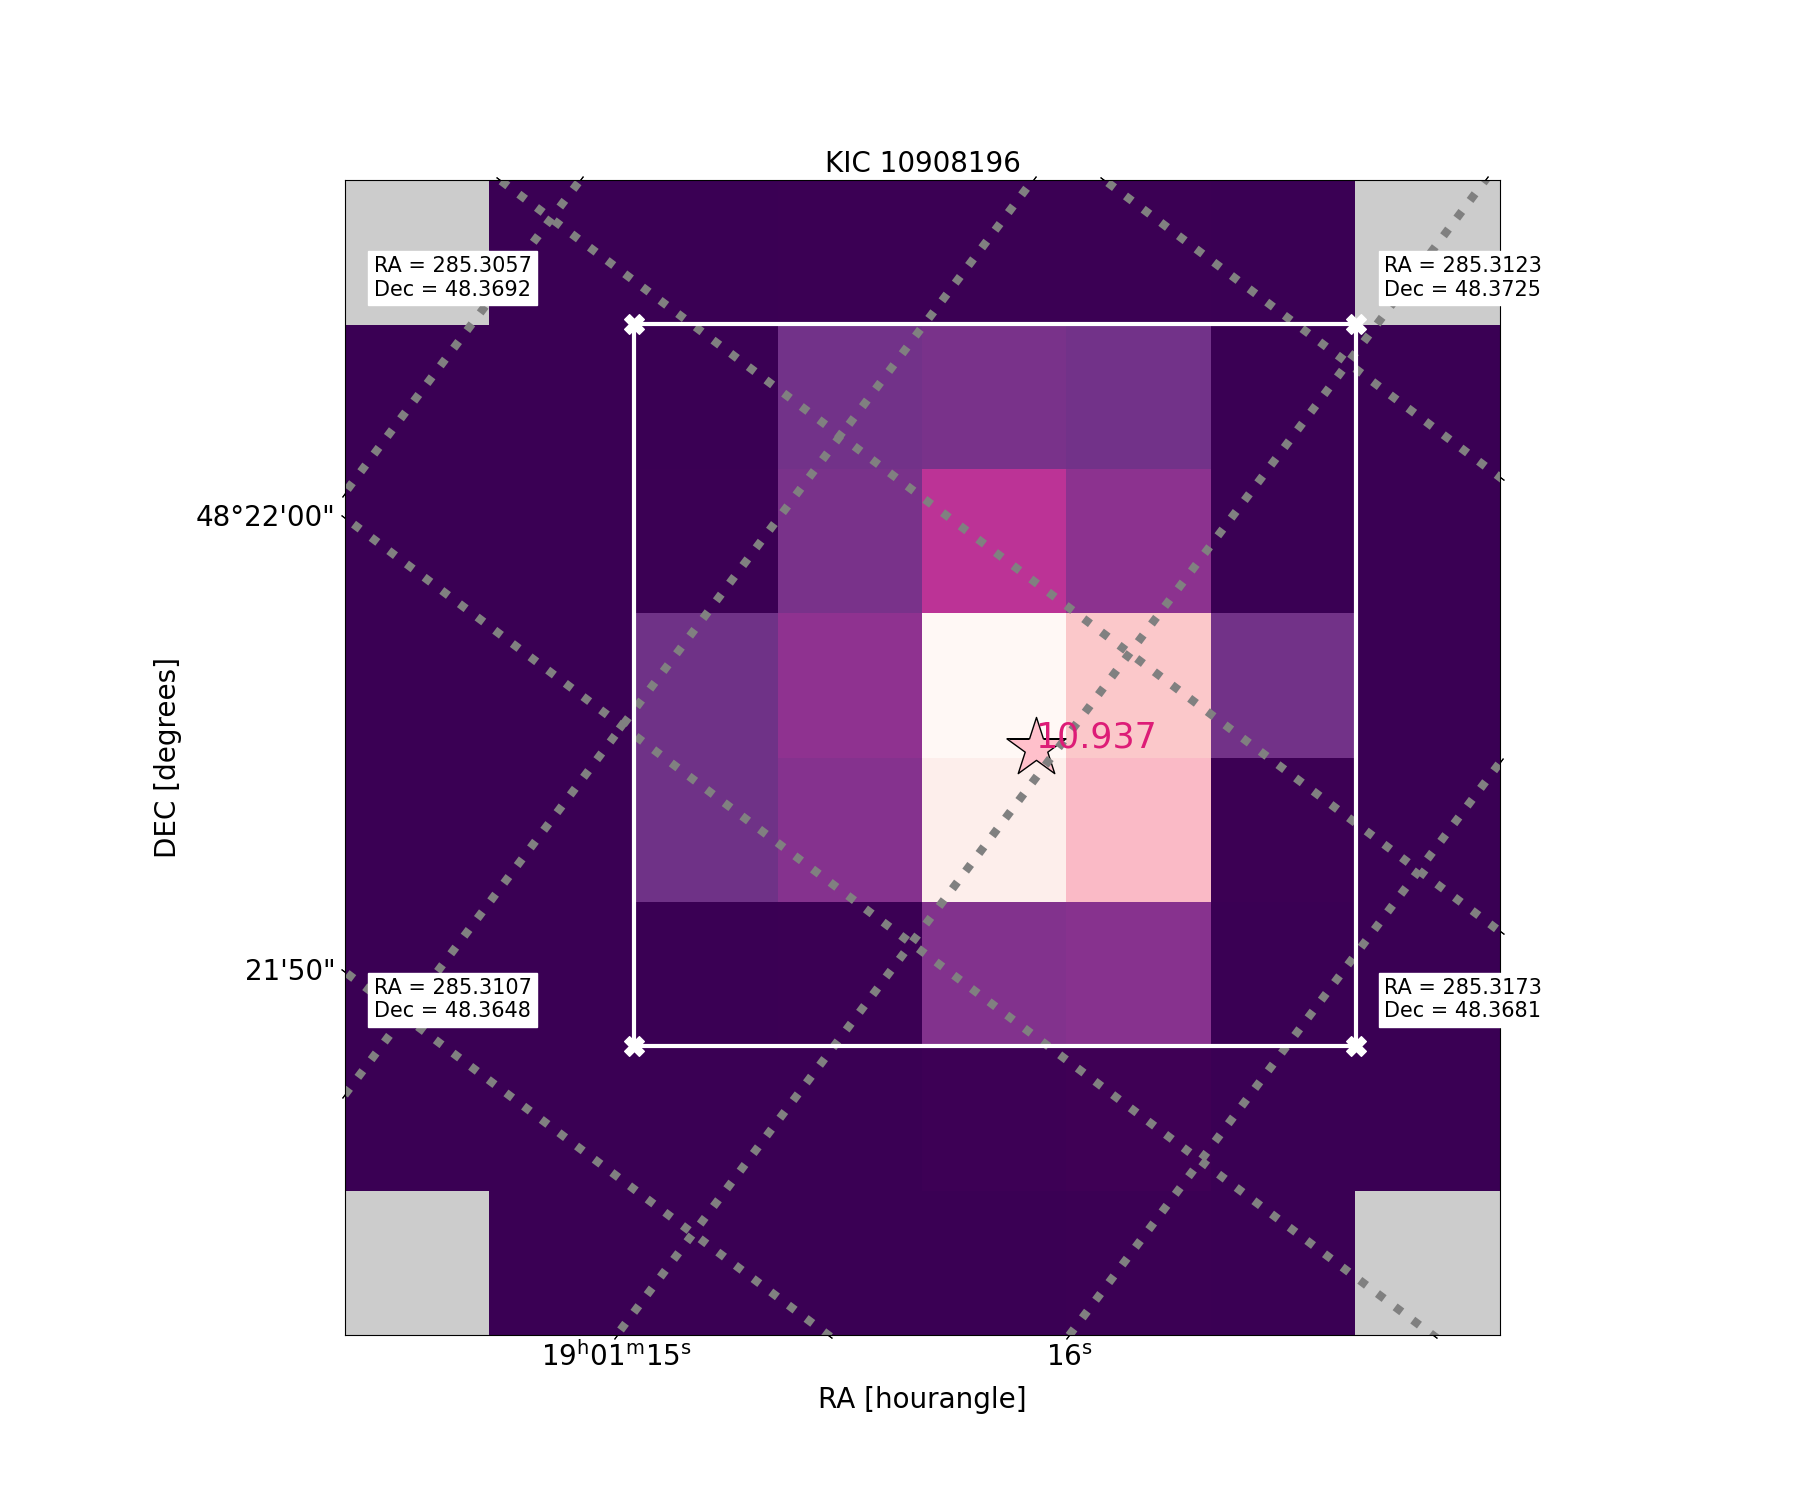 KIC 10908196
RA = 285.3057
Dec = 48.3692
RA = 285.3123
Dec = 48.3725
48°22'00"
10.937
DEC [degrees]
21'50"
RA = 285.3107
Dec = 48.3648
RA = 285.3173
Dec = 48.3681
19ʰ01ᵐ15ˢ
16ˢ
RA [hourangle]